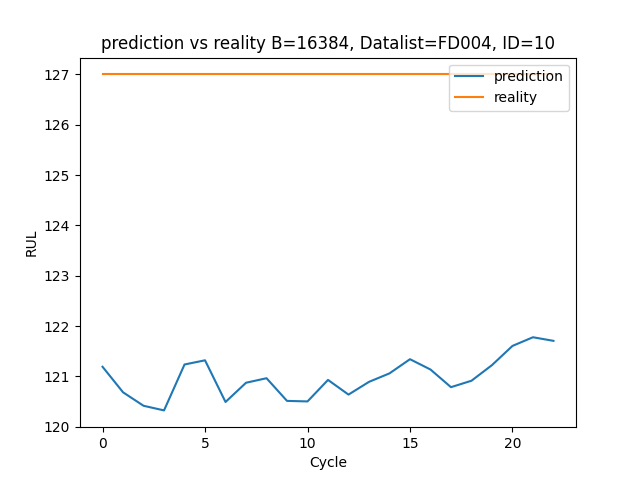 prediction vs reality B=16384, Datalist=FD004, ID=10
127
126
125
124
123
122
121
120
RUL
prediction
reality
0 5 10 15 20
Cycle